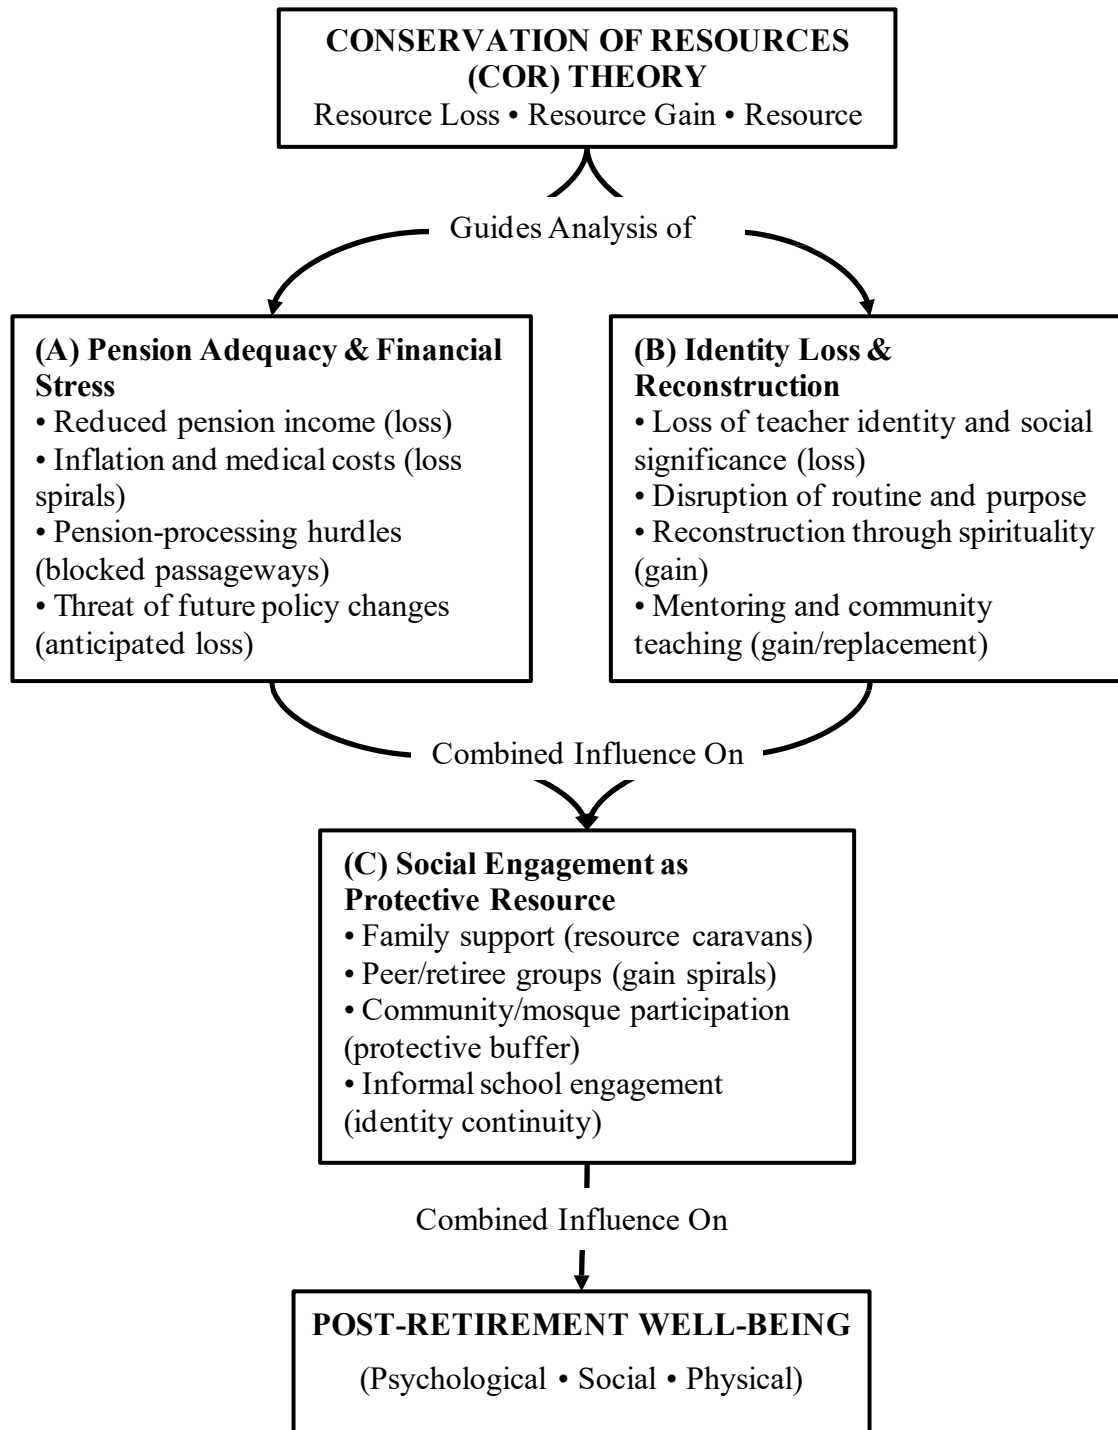 CONSERVATION OF RESOURCES
(COR) THEORY
Resource Loss • Resource Gain • Resource
Guides Analysis of
(A) Pension Adequacy & Financial
Stress
• Reduced pension income (loss)
• Inflation and medical costs (loss
spirals)
• Pension-processing hurdles
(blocked passageways)
• Threat of future policy changes
(anticipated loss)
(B) Identity Loss &
Reconstruction
• Loss of teacher identity and social
significance (loss)
• Disruption of routine and purpose
• Reconstruction through spirituality
(gain)
• Mentoring and community
teaching (gain/replacement)
Combined Influence On
(C) Social Engagement as
Protective Resource
• Family support (resource caravans)
• Peer/retiree groups (gain spirals)
• Community/mosque participation
(protective buffer)
• Informal school engagement
(identity continuity)
Combined Influence On
POST-RETIREMENT WELL-BEING
(Psychological • Social • Physical)